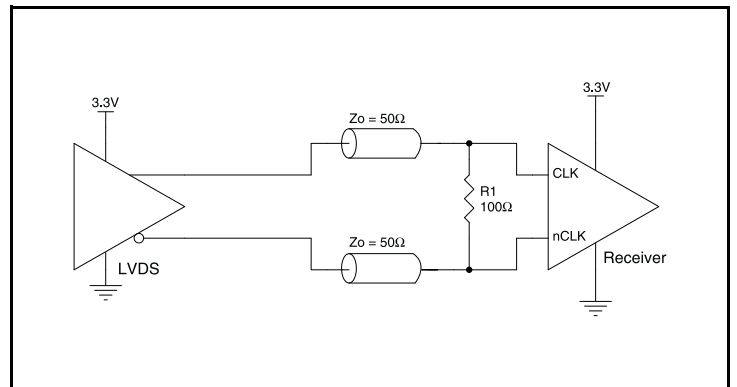 3.3V
3.3V
Zo = 50Ω
CLK
R1
100Ω
Zo = 50Ω
nCLK
LVDS
Receiver